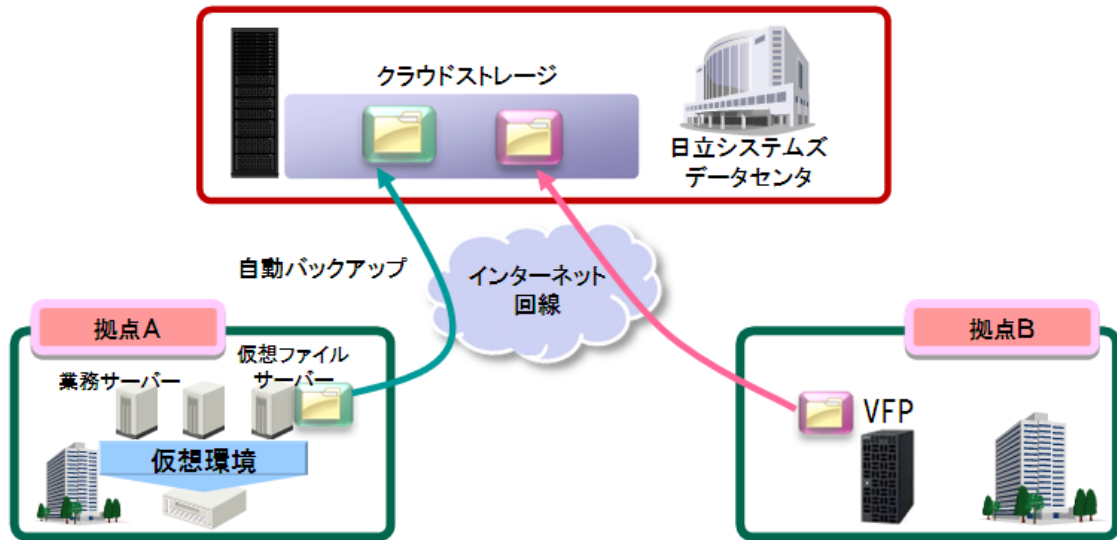 クラウドストレージ
日立システムズ
データセンタ
自動バックアップ
インターネット
回線
拠点A
業務サーバー
仮想ファイル
サーバー
仮想環境
拠点B
VFP